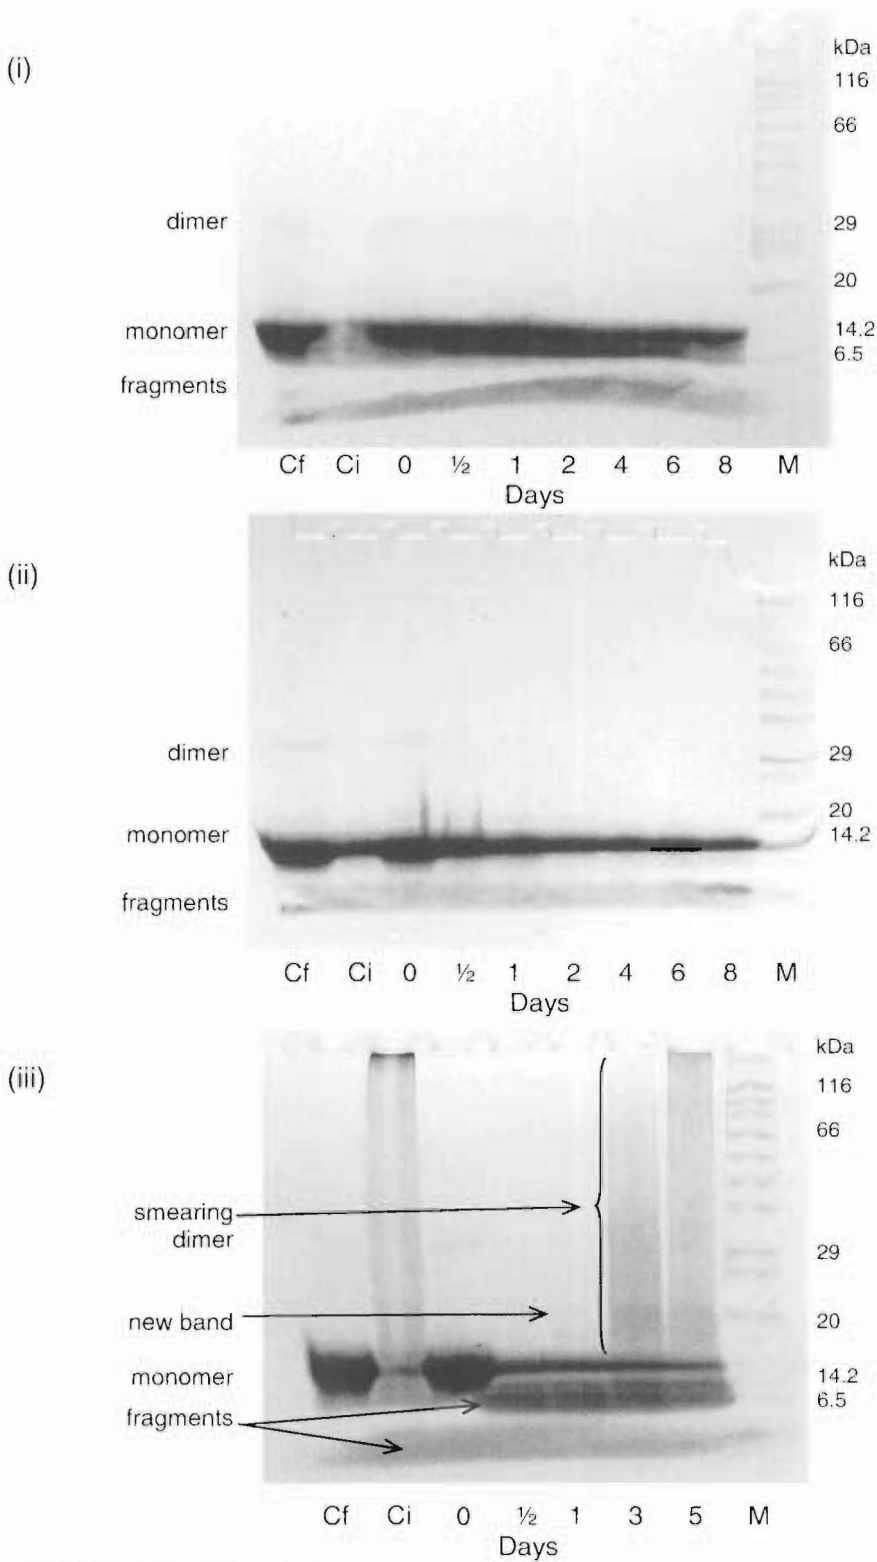 (i)
kDa
116
66
dimer
29
20
monomer
14.2
6.5
fragments
Cf Ci 0 ½ 1 2 4 6 8 M
Days
(ii)
kDa
116
66
dimer
29
20
monomer
14.2
fragments
Cf Ci 0 ½ 1 2 4 6 8 M
Days
(iii)
kDa
116
66
smearing
dimer
29
new band
20
monomer
14.2
6.5
fragments
Cf Ci 0 ½ 1 3 5 M
Days